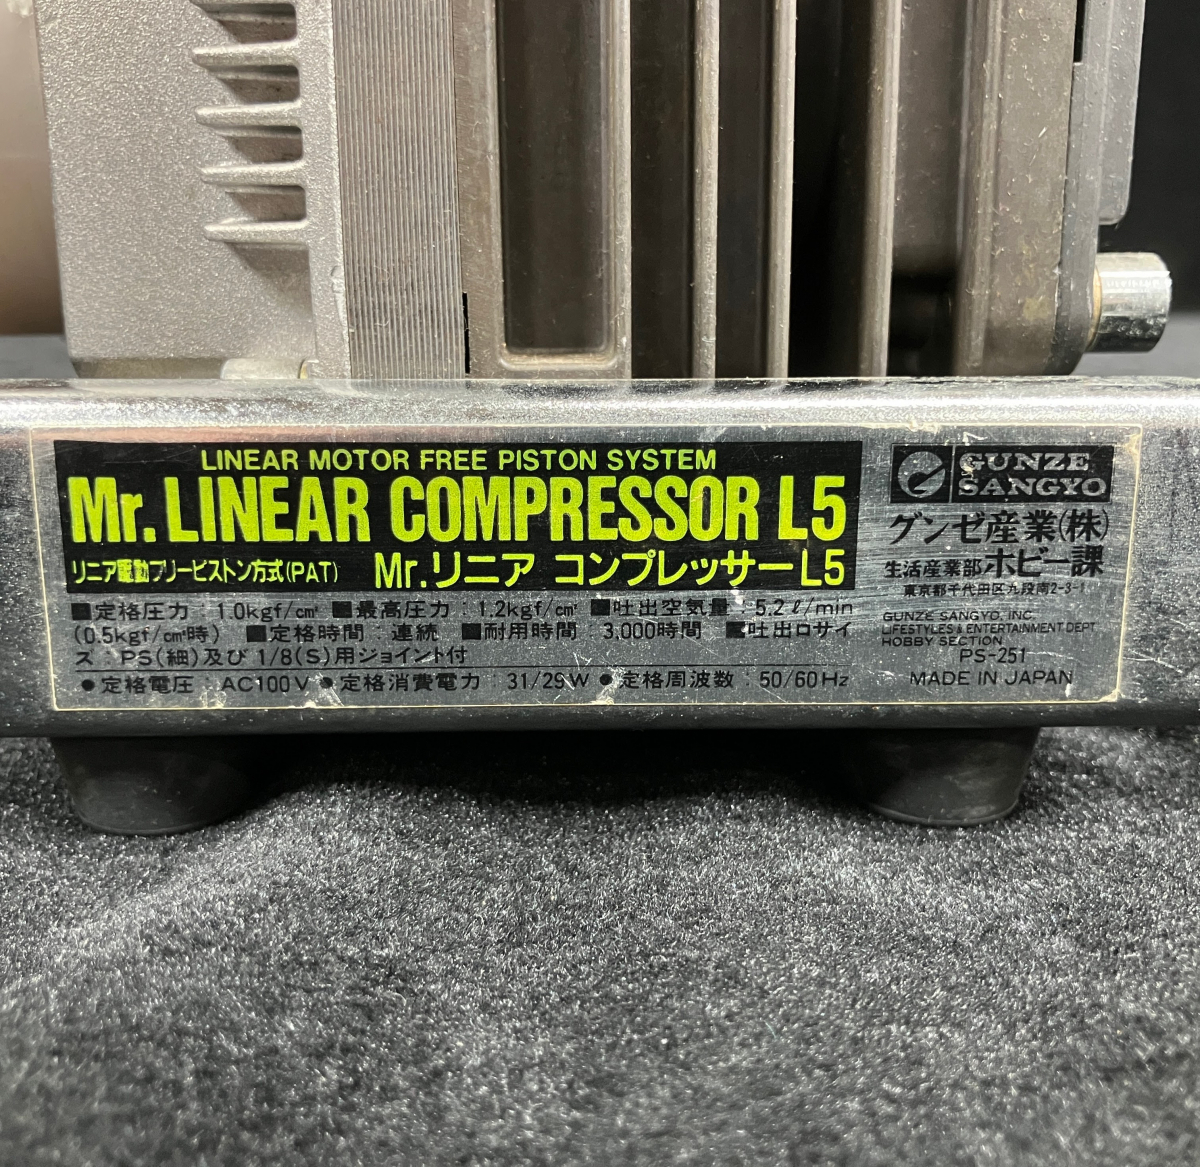 LINEAR MOTOR FREE PISTON SYSTEM
Mr. LINEAR COMPRESSOR L5
リニア駆動フリーピストン方式(PAT) Mr.リニア コンプレッサーL5
■定格圧力：1.0kgf/cm² ■最高圧力：1.2kgf/cm² ■吐出空気量：5.2ℓ/min
(0.5kgf/cm²時) ■定格時間：連続 ■耐用時間：3,000時間 ■吐出口サイ
ズ：PS(細)及び1/8(S)用ジョイント付
●定格電圧：AC100V ●定格消費電力：31/29W ●定格周波数：50/60Hz
GUNZE
SANGYO
グンゼ産業(株)
生活産業部ホビー課
東京都千代田区九段南2-3-1
GUNZE SANGYO, INC.
LIFESTYLES & ENTERTAINMENT DEPT.
HOBBY SECTION
PS-251
MADE IN JAPAN